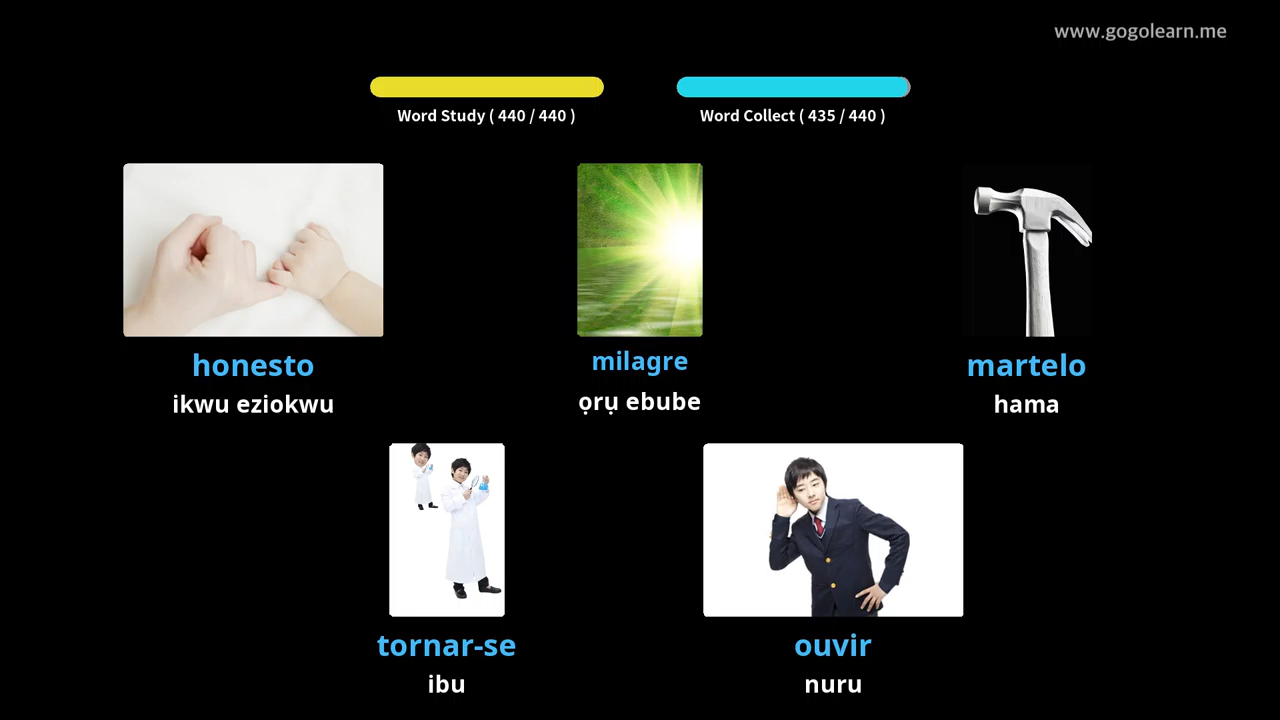 www.gogolearn.me
Word Study ( 440 / 440 )
Word Collect ( 435 / 440 )
honesto
ikwu eziokwu
milagre
ọrụ ebube
martelo
hama
tornar-se
ibu
ouvir
nuru